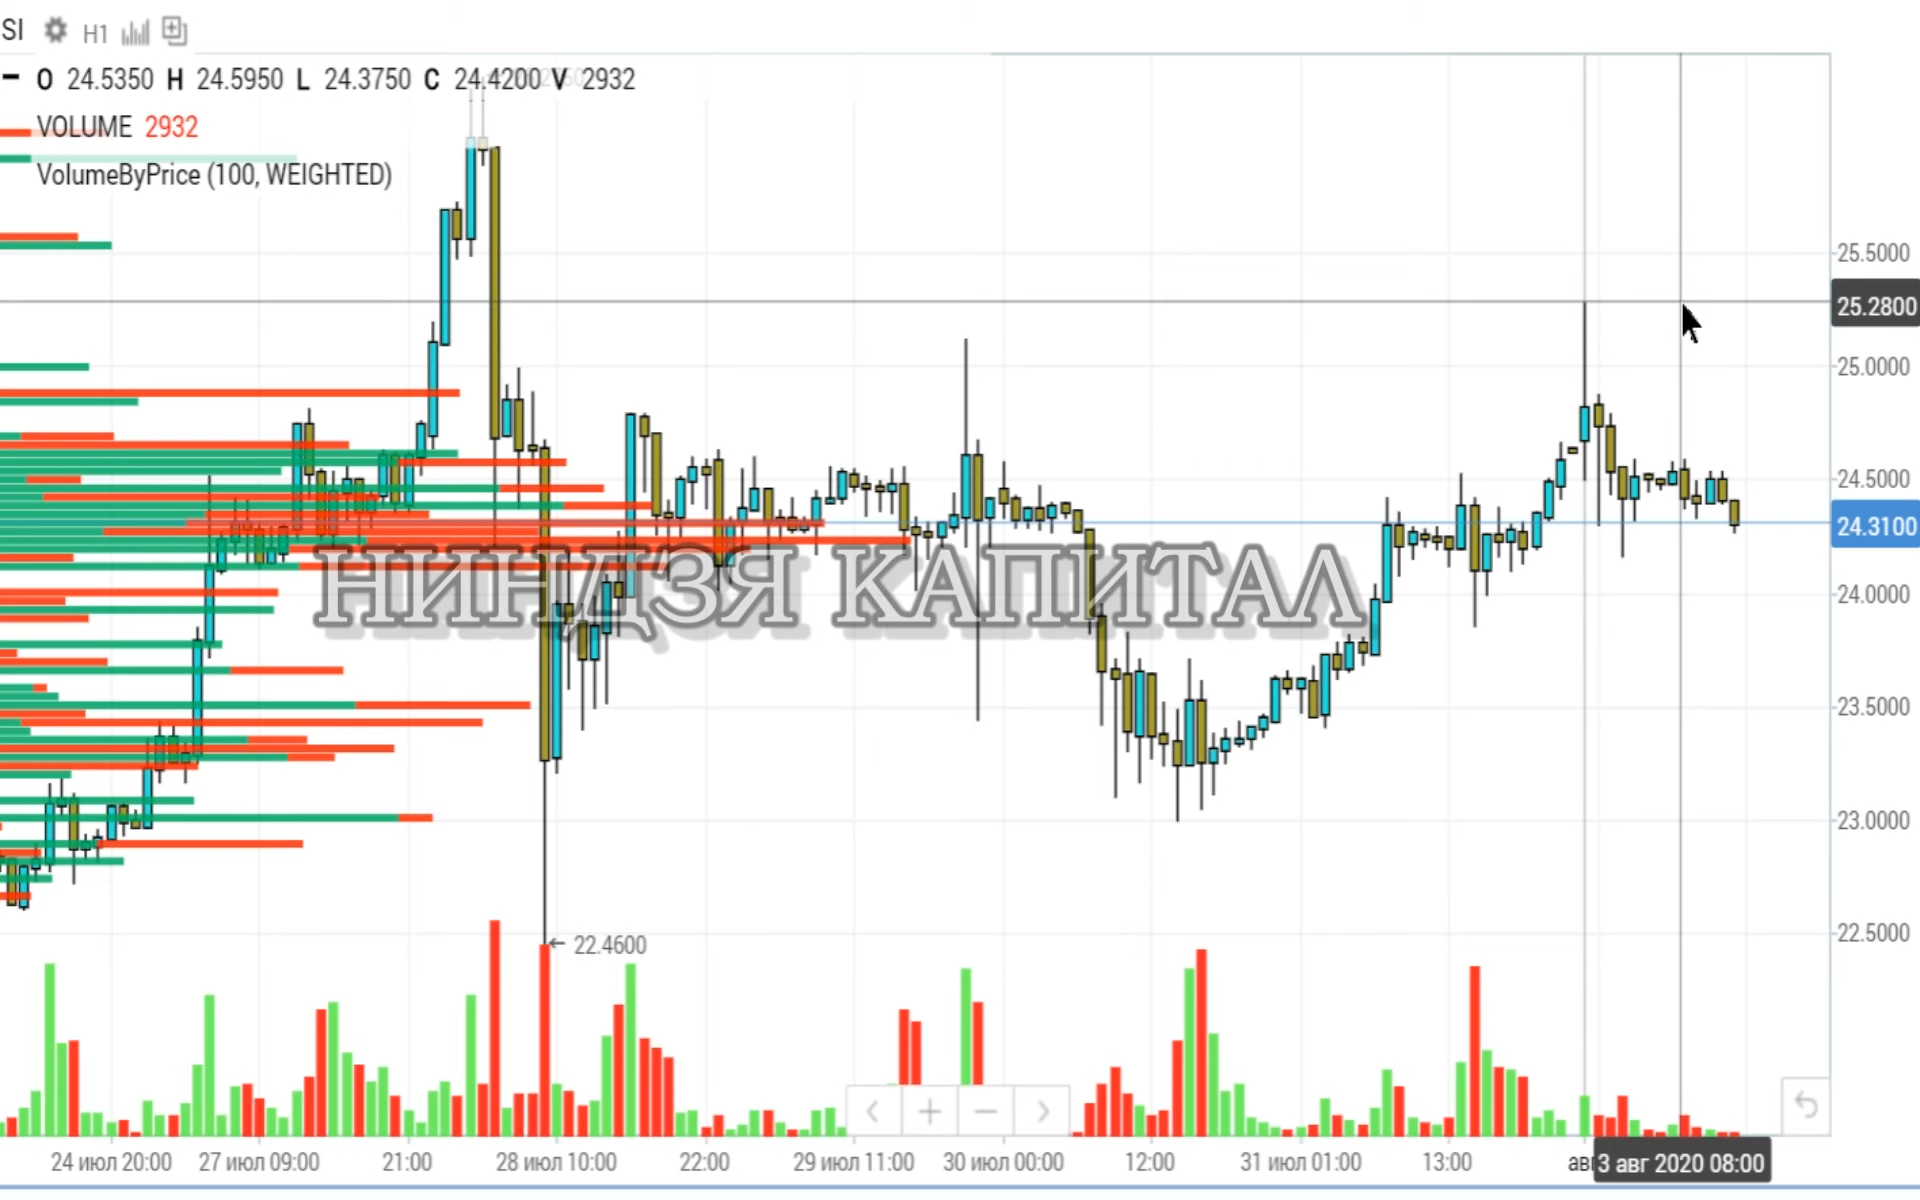 SI H1
O 24.5350 H 24.5950 L 24.3750 C 24.4200 V 2932
VOLUME 2932
VolumeByPrice (100, WEIGHTED)
25.5000
25.2800
25.0000
24.5000
24.3100
24.0000
НИНДЗЯ КАПИТАЛ
23.5000
23.0000
22.5000
← 22.4600
24 июл 20:00 27 июл 09:00 21:00 28 июл 10:00 22:00 29 июл 11:00 30 июл 00:00 12:00 31 июл 01:00 13:00 авг 3 авг 2020 08:00